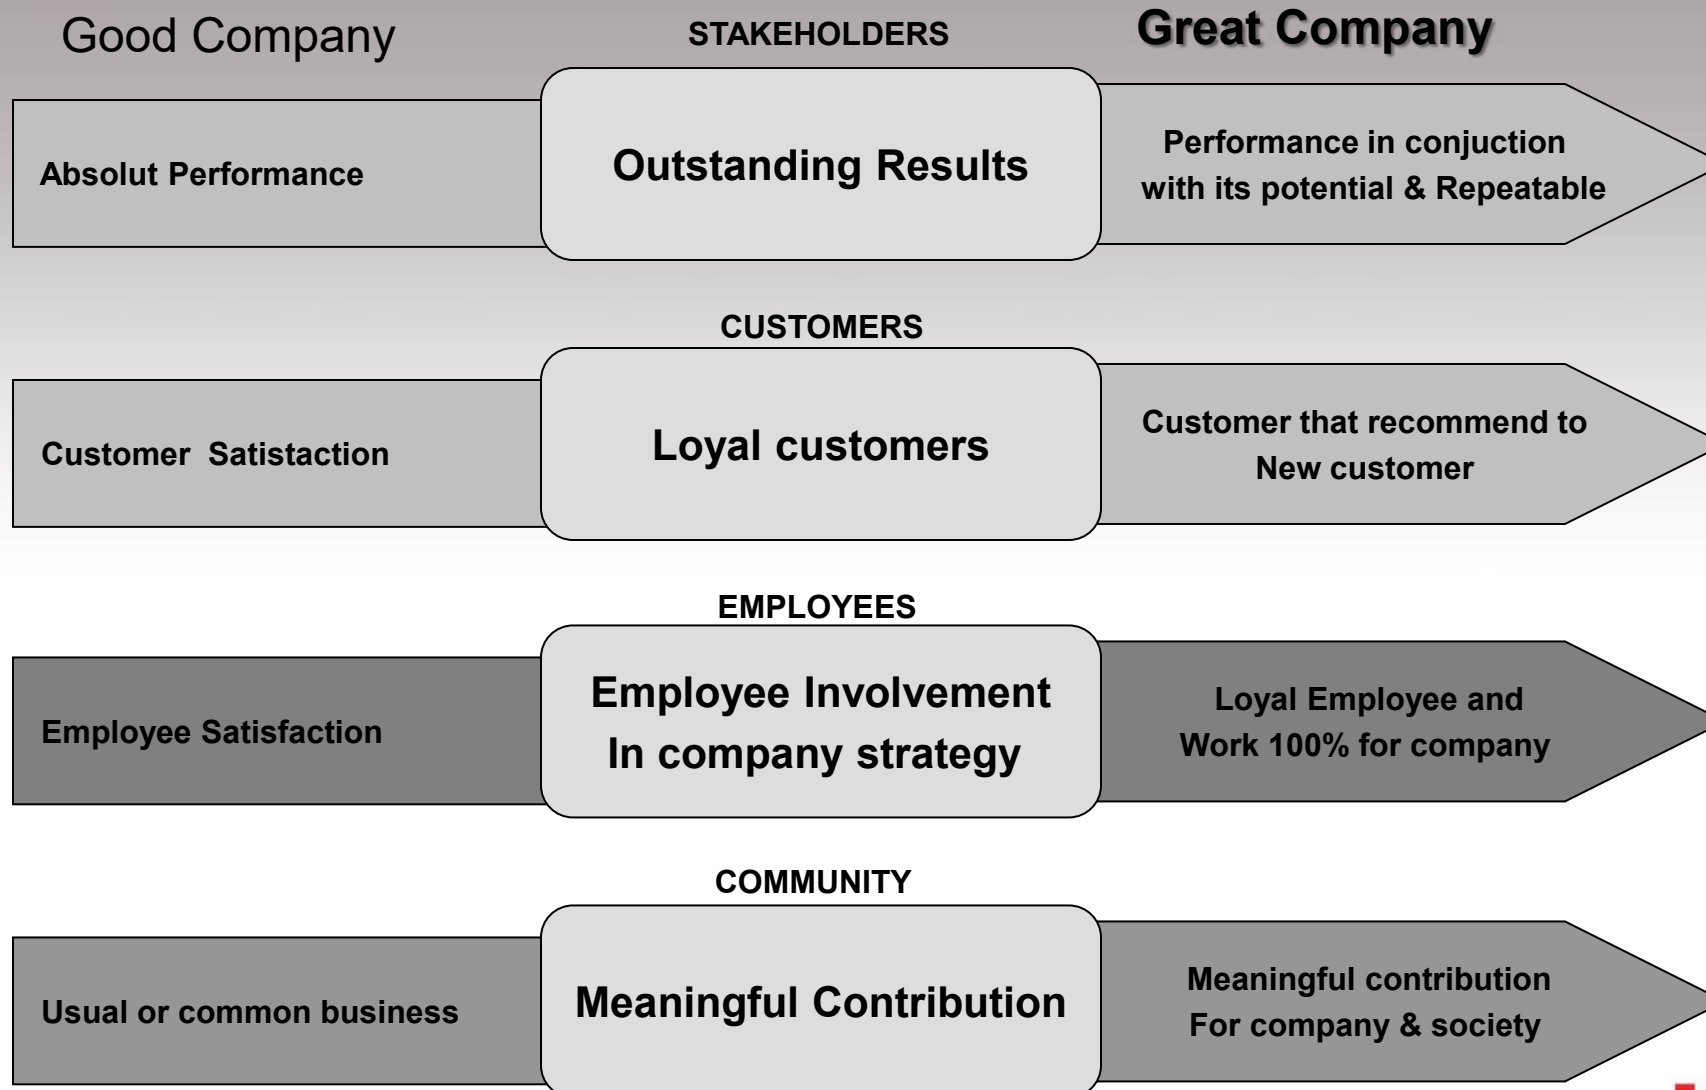 Good Company
STAKEHOLDERS
Great Company
Absolut Performance
Outstanding Results
Performance in conjuction
with its potential & Repeatable
CUSTOMERS
Customer Satistaction
Loyal customers
Customer that recommend to
New customer
EMPLOYEES
Employee Satisfaction
Employee Involvement
In company strategy
Loyal Employee and
Work 100% for company
COMMUNITY
Usual or common business
Meaningful Contribution
Meaningful contribution
For company & society